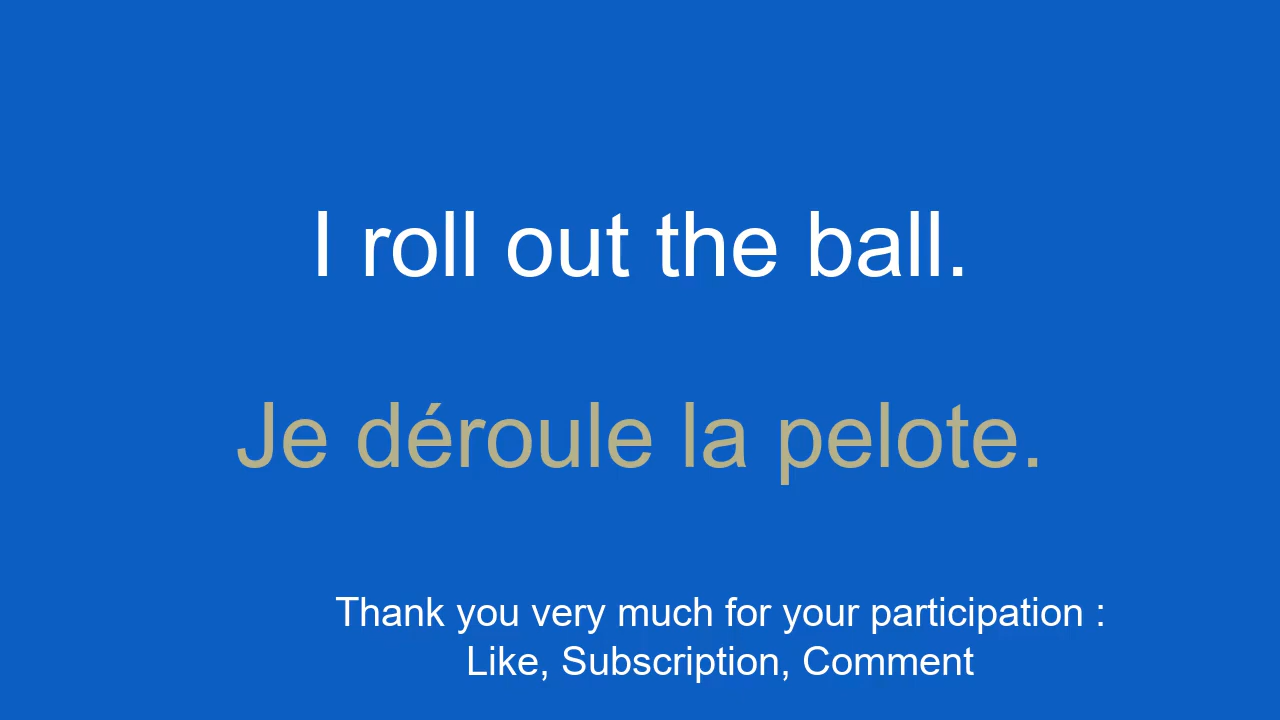 I roll out the ball.
Je déroule la pelote.
Thank you very much for your participation :
Like, Subscription, Comment